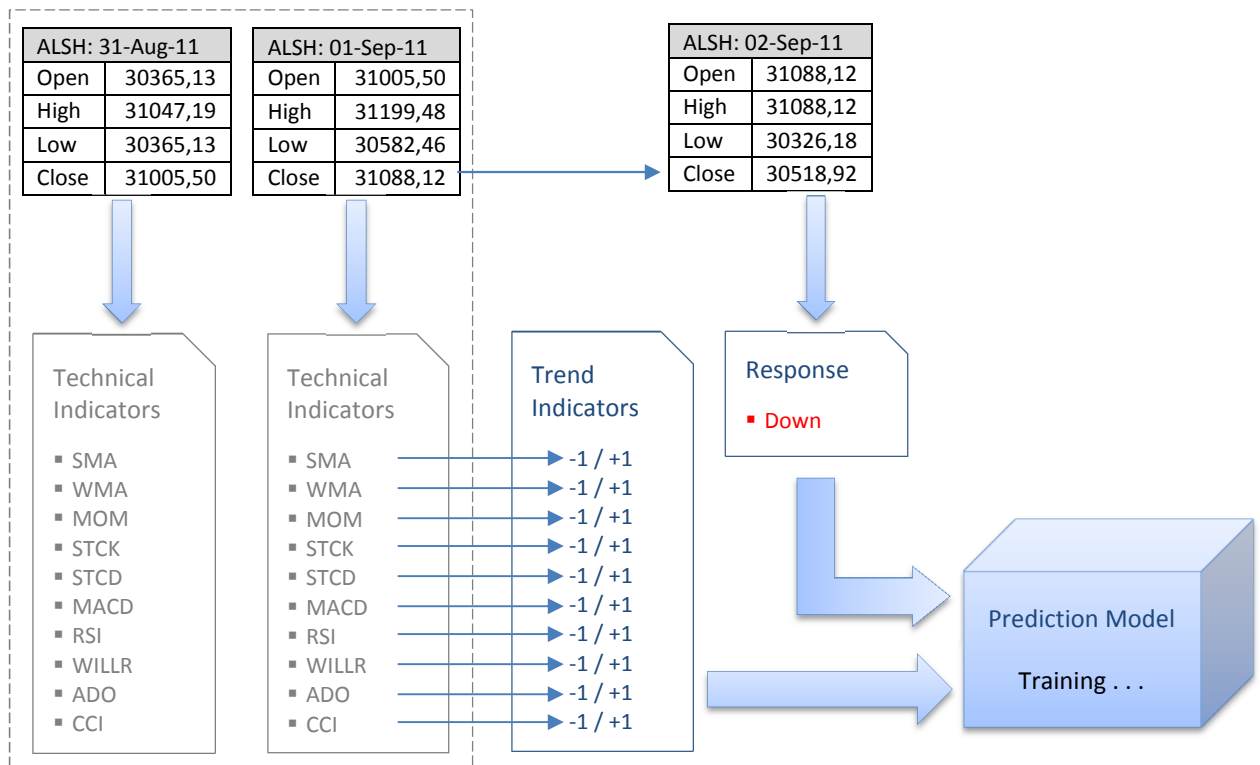 ALSH: 31-Aug-11
Open 30365,13
High 31047,19
Low 30365,13
Close 31005,50
ALSH: 01-Sep-11
Open 31005,50
High 31199,48
Low 30582,46
Close 31088,12
ALSH: 02-Sep-11
Open 31088,12
High 31088,12
Low 30326,18
Close 30518,92
Technical
Indicators
▪ SMA
▪ WMA
▪ MOM
▪ STCK
▪ STCD
▪ MACD
▪ RSI
▪ WILLR
▪ ADO
▪ CCI
Technical
Indicators
▪ SMA
▪ WMA
▪ MOM
▪ STCK
▪ STCD
▪ MACD
▪ RSI
▪ WILLR
▪ ADO
▪ CCI
Trend
Indicators
-1 / +1
-1 / +1
-1 / +1
-1 / +1
-1 / +1
-1 / +1
-1 / +1
-1 / +1
-1 / +1
-1 / +1
Response
▪ Down
Prediction Model
Training . . .